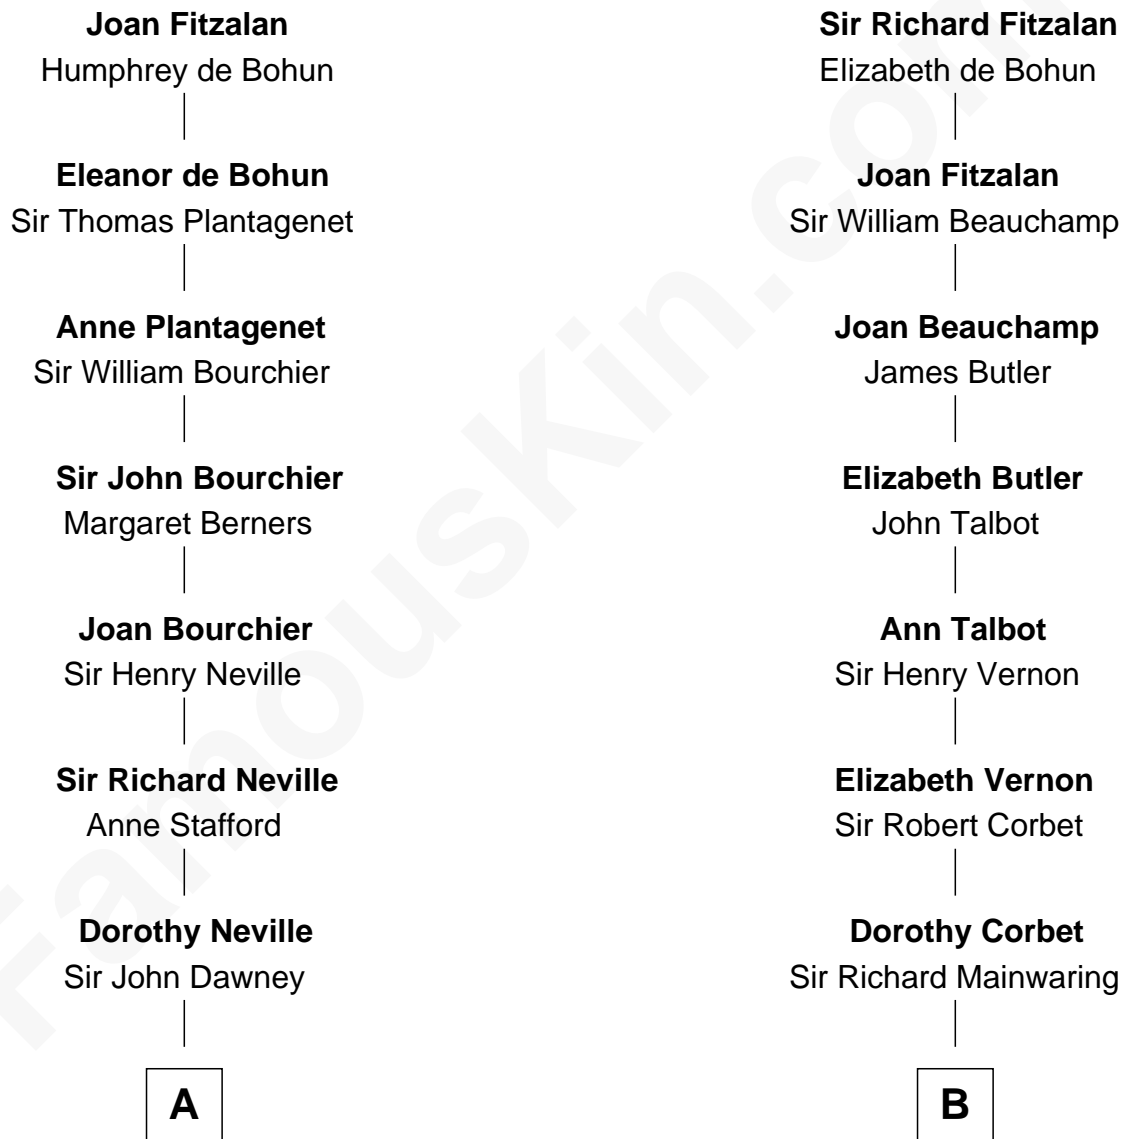 Joan Fitzalan
Humphrey de Bohun
Eleanor de Bohun
Sir Thomas Plantagenet
Anne Plantagenet
Sir William Bourchier
Sir John Bourchier
Margaret Berners
Joan Bourchier
Sir Henry Neville
Sir Richard Neville
Anne Stafford
Dorothy Neville
Sir John Dawney
A
Sir Richard Fitzalan
Elizabeth de Bohun
Joan Fitzalan
Sir William Beauchamp
Joan Beauchamp
James Butler
Elizabeth Butler
John Talbot
Ann Talbot
Sir Henry Vernon
Elizabeth Vernon
Sir Robert Corbet
Dorothy Corbet
Sir Richard Mainwaring
B
FamousKin.com